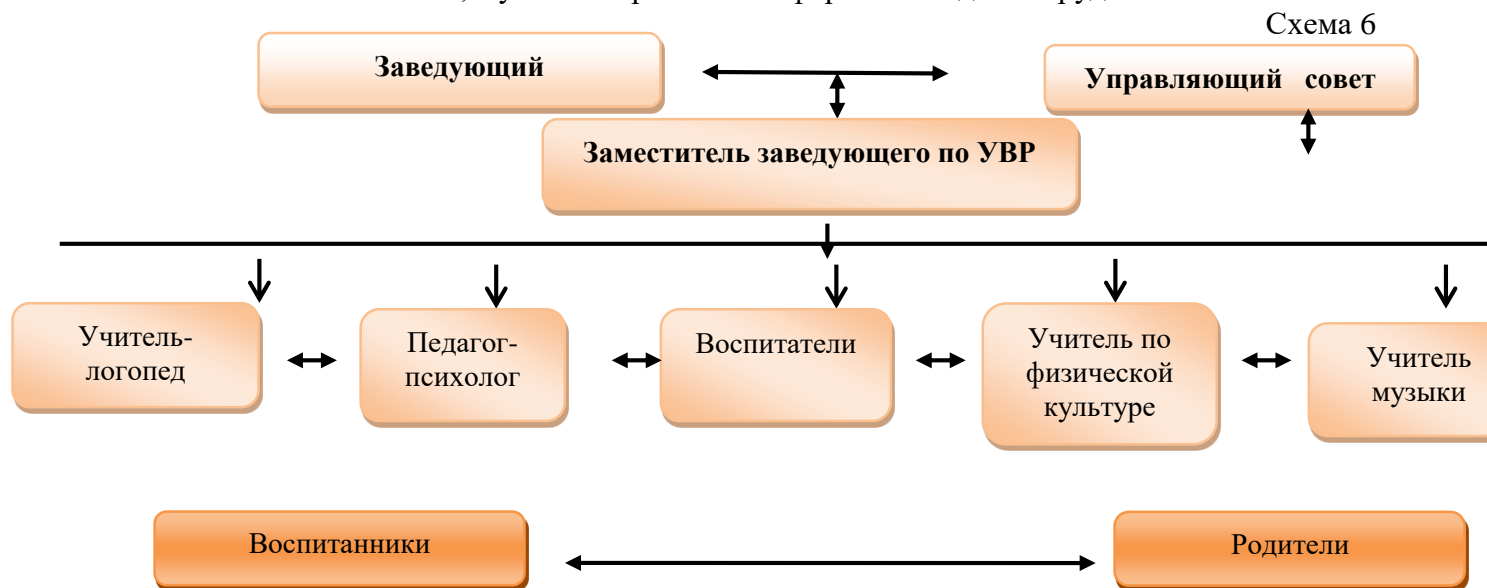 Схема 6
Заведующий
Управляющий совет
Заместитель заведующего по УВР
Учитель-
логопед
Педагог-
психолог
Воспитатели
Учитель по
физической
культуре
Учитель
музыки
Воспитанники
Родители